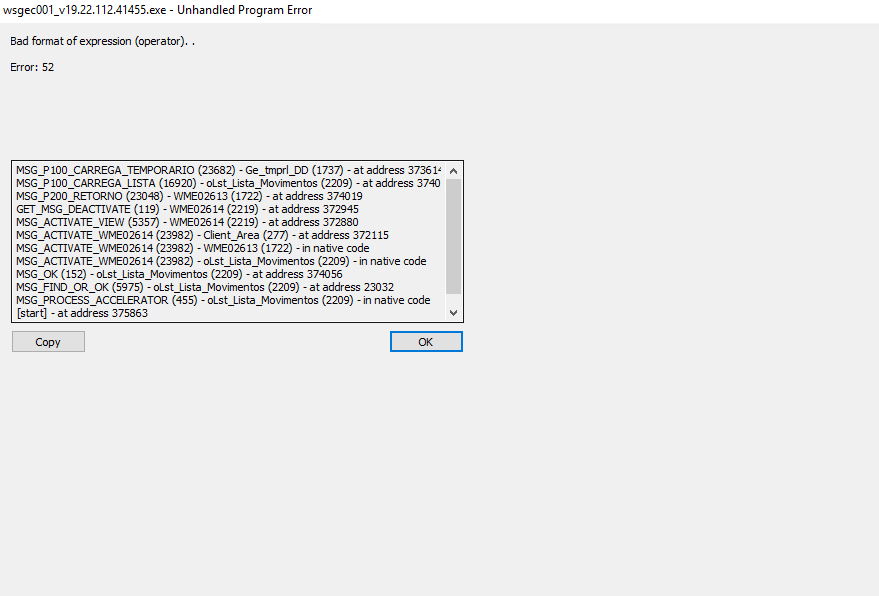 wsgec001_v19.22.112.41455.exe - Unhandled Program Error
Bad format of expression (operator). .
Error: 52
MSG_P100_CARREGA_TEMPORARIO (23682) - Ge_tmprl_DD (1737) - at address 373614
MSG_P100_CARREGA_LISTA (16920) - oLst_Lista_Movimentos (2209) - at address 3740
MSG_P200_RETORNO (23048) - WME02613 (1722) - at address 374019
GET_MSG_DEACTIVATE (119) - WME02614 (2219) - at address 372945
MSG_ACTIVATE_VIEW (5357) - WME02614 (2219) - at address 372880
MSG_ACTIVATE_WME02614 (23982) - Client_Area (277) - at address 372115
MSG_ACTIVATE_WME02614 (23982) - WME02613 (1722) - in native code
MSG_ACTIVATE_WME02614 (23982) - oLst_Lista_Movimentos (2209) - in native code
MSG_OK (152) - oLst_Lista_Movimentos (2209) - at address 374056
MSG_FIND_OR_OK (5975) - oLst_Lista_Movimentos (2209) - at address 23032
MSG_PROCESS_ACCELERATOR (455) - oLst_Lista_Movimentos (2209) - in native code
[start] - at address 375863
Copy
OK